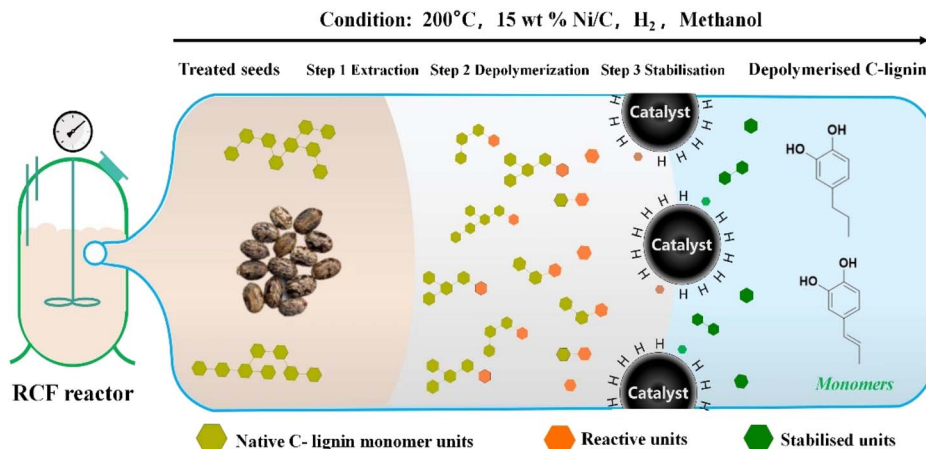 Condition: 200°C, 15 wt % Ni/C, H₂, Methanol
Treated seeds Step 1 Extraction Step 2 Depolymerization Step 3 Stabilisation Depolymerised C-lignin
Catalyst
H H H H H H H H H H
OH
HO
Catalyst
H H H H H H H H H H H H H H H H
OH
HO
Catalyst
H H H H H H H H H
Monomers
RCF reactor
Native C- lignin monomer units Reactive units Stabilised units